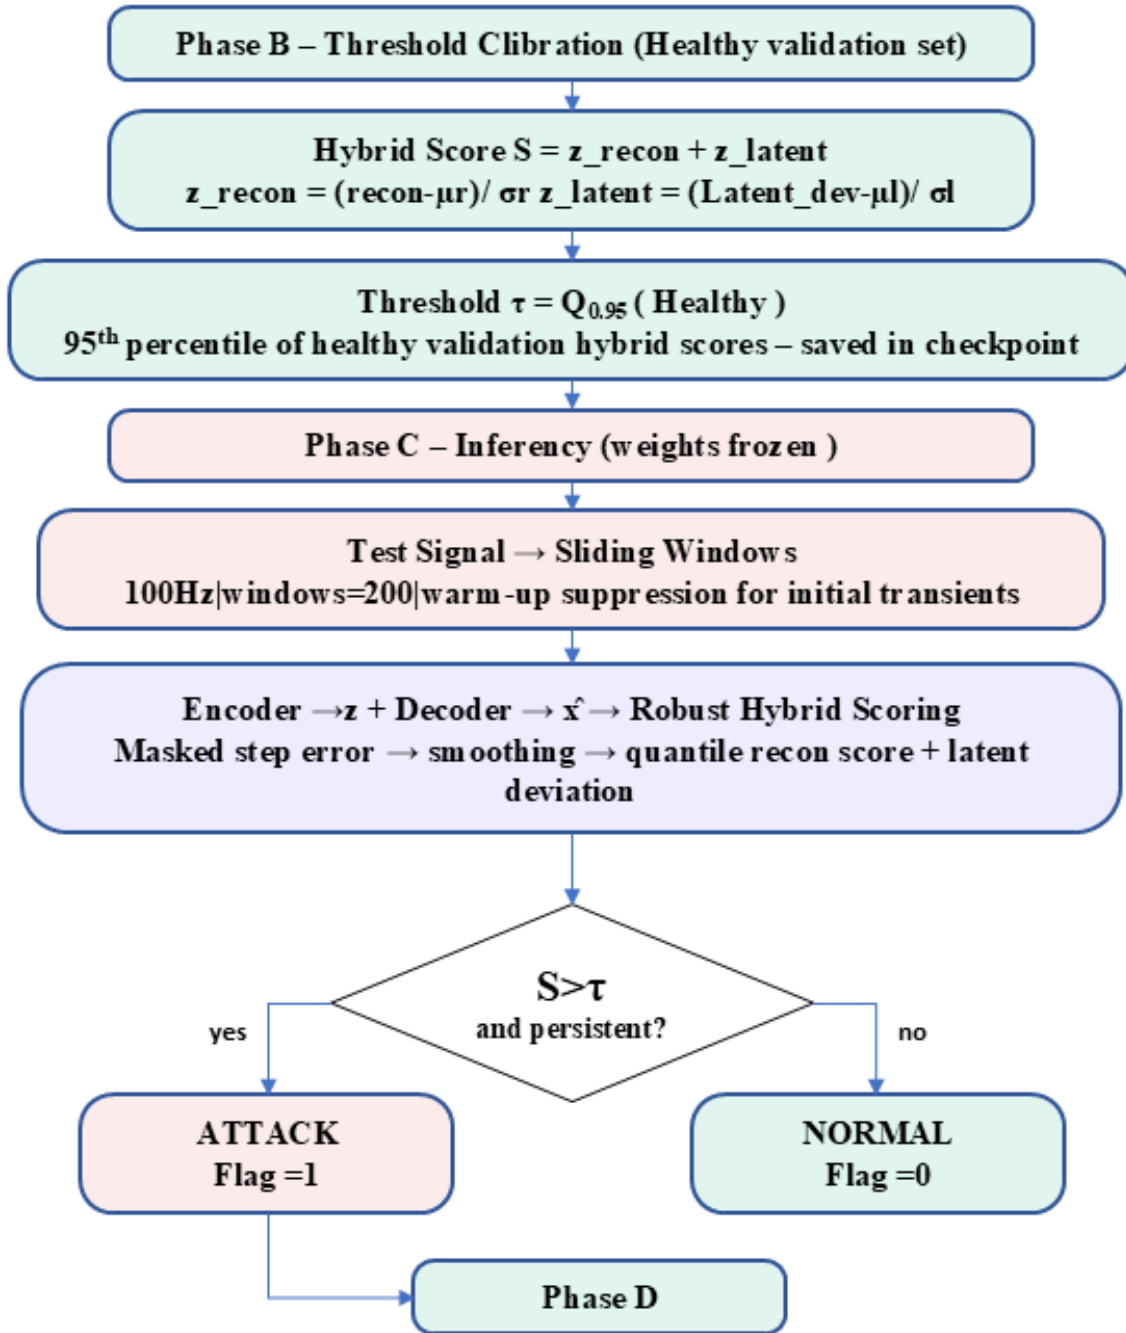 Phase B – Threshold Clibration (Healthy validation set)
Hybrid Score S = z_recon + z_latent
z_recon = (recon-μr)/ σr z_latent = (Latent_dev-μl)/ σl
Threshold τ = Q0.95 ( Healthy )
95th percentile of healthy validation hybrid scores – saved in checkpoint
Phase C – Inferency (weights frozen )
Test Signal → Sliding Windows
100Hz|windows=200|warm-up suppression for initial transients
Encoder →z + Decoder → x̂ → Robust Hybrid Scoring
Masked step error → smoothing → quantile recon score + latent
deviation
S>τ
and persistent?
yes
no
ATTACK
Flag =1
NORMAL
Flag =0
Phase D